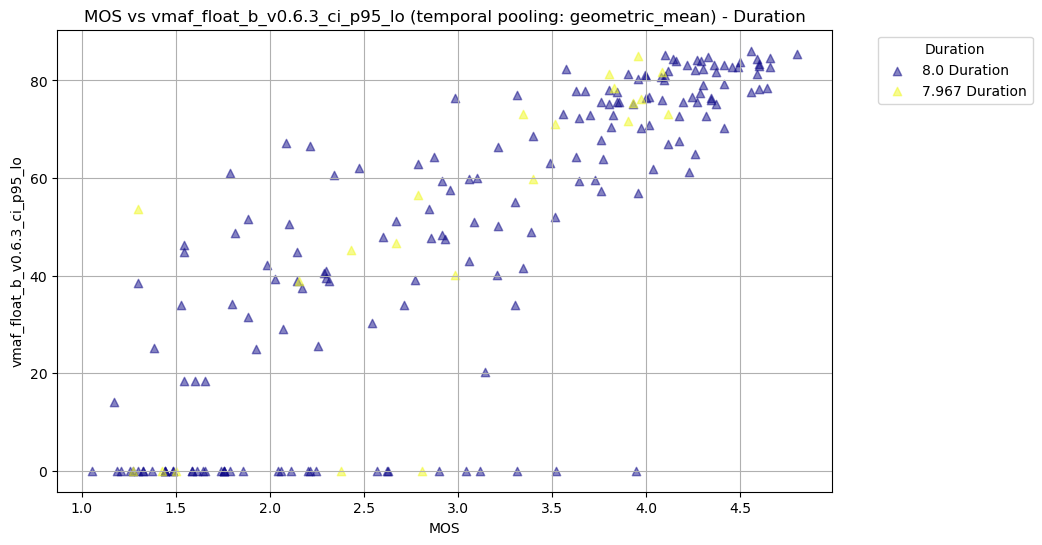 MOS vs vmaf_float_b_v0.6.3_ci_p95_lo (temporal pooling: geometric_mean) - Duration
Duration
8.0 Duration
7.967 Duration
vmaf_float_b_v0.6.3_ci_p95_lo
80
60
40
20
0
1.0 1.5 2.0 2.5 3.0 3.5 4.0 4.5
MOS